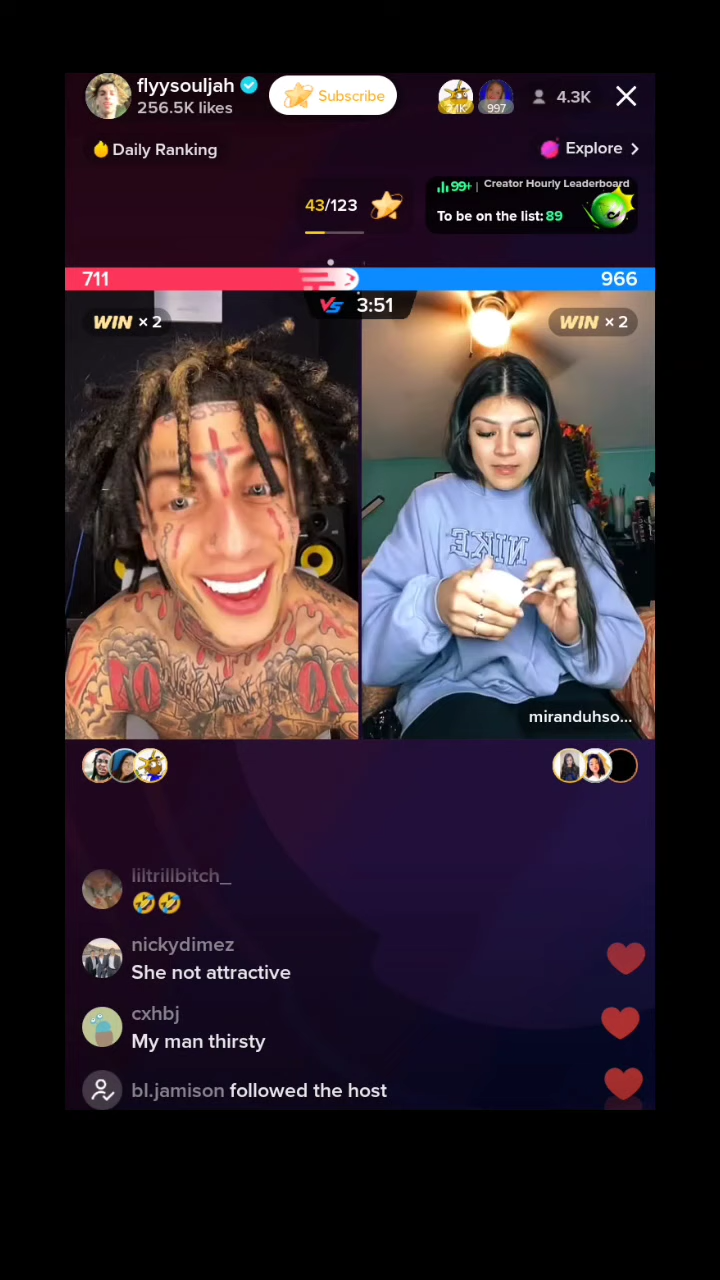 flyysouljah
256.5K likes
Subscribe
997
4.3K
Daily Ranking
Explore
43/123
99+ | Creator Hourly Leaderboard
To be on the list: 89
711
966
VS 3:51
WIN × 2
WIN × 2
NIKE
miranduhso...
liltrillbitch_
🤣🤣
nickydimez
She not attractive
cxhbj
My man thirsty
bl.jamison followed the host